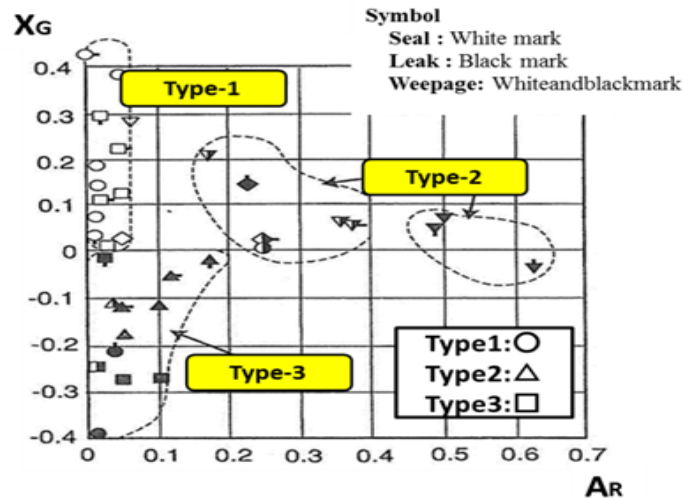 XG
Symbol
Seal : White mark
Leak : Black mark
Weepage: Whiteandblackmark
0.4
Type-1
0.3
0.2
Type-2
0.1
0
-0.1
Type1:
Type-3
-0.2
Type2:
-0.3
Type3:
-0.4
0 0.1 0.2 0.3 0.4 0.5 0.6 0.7
AR